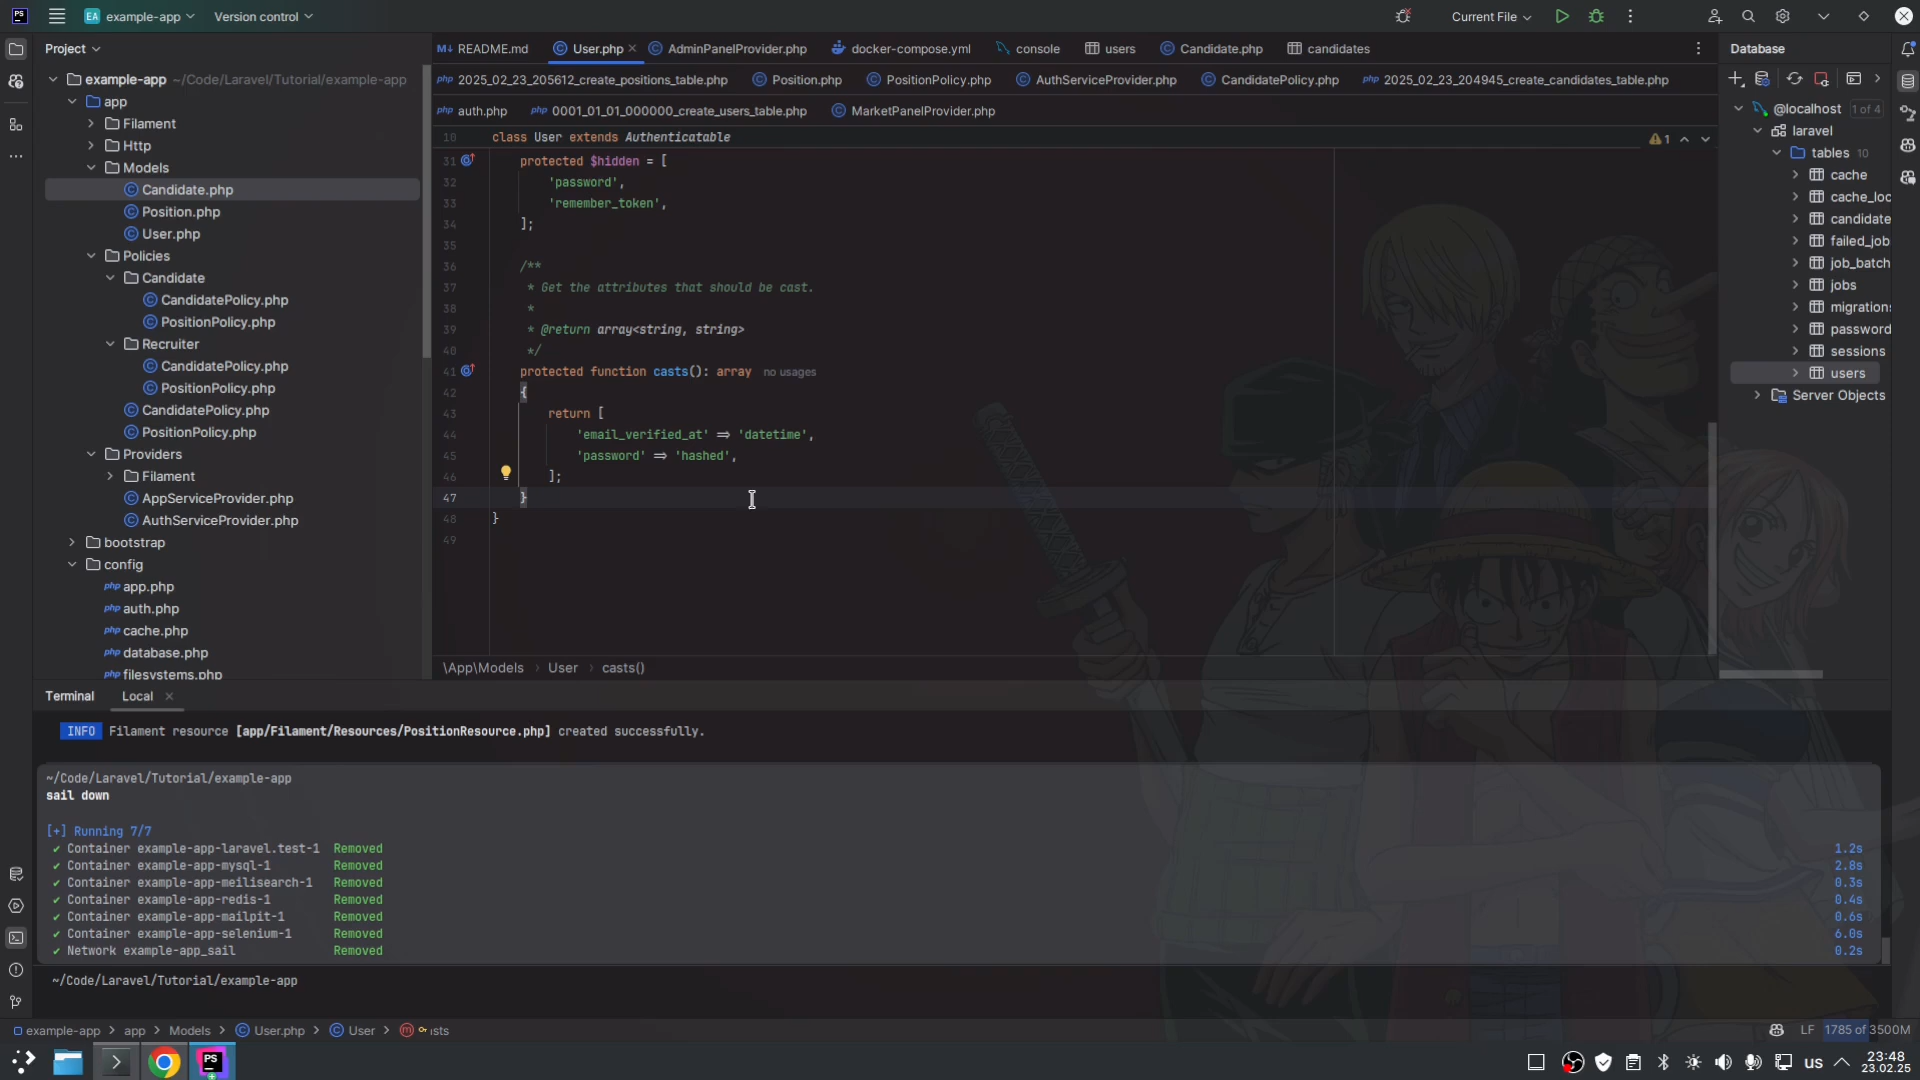 example-app
Version control
Current File
Project
README.md
User.php
AdminPanelProvider.php
docker-compose.yml
console
users
Candidate.php
candidates
2025_02_23_205612_create_positions_table.php
Position.php
PositionPolicy.php
AuthServiceProvider.php
CandidatePolicy.php
2025_02_23_204945_create_candidates_table.php
auth.php
0001_01_01_000000_create_users_table.php
MarketPanelProvider.php
example-app ~/Code/Laravel/Tutorial/example-app
app
Filament
Http
Models
Candidate.php
Position.php
User.php
Policies
Candidate
CandidatePolicy.php
PositionPolicy.php
Recruiter
CandidatePolicy.php
PositionPolicy.php
CandidatePolicy.php
PositionPolicy.php
Providers
Filament
AppServiceProvider.php
AuthServiceProvider.php
bootstrap
config
app.php
auth.php
cache.php
database.php
filesystems.php
10 class User extends Authenticatable
1
31 protected $hidden = [
32 'password',
33 'remember_token',
34 ];
35
36 /**
37 * Get the attributes that should be cast.
38 *
39 * @return array<string, string>
40 */
41 protected function casts(): array no usages
42 {
43 return [
44 'email_verified_at' => 'datetime',
45 'password' => 'hashed',
46 ];
47 }
48 }
49
\App\Models › User › casts()
Database
@localhost 1 of 4
laravel
tables 10
cache
cache_loc
candidate
failed_job
job_batch
jobs
migration
password
sessions
users
Server Objects
Terminal
Local
INFO Filament resource [app/Filament/Resources/PositionResource.php] created successfully.
~/Code/Laravel/Tutorial/example-app
sail down
[+] Running 7/7
✔ Container example-app-laravel.test-1 Removed 1.2s
✔ Container example-app-mysql-1 Removed 2.8s
✔ Container example-app-meilisearch-1 Removed 0.3s
✔ Container example-app-redis-1 Removed 0.4s
✔ Container example-app-mailpit-1 Removed 0.6s
✔ Container example-app-selenium-1 Removed 6.0s
✔ Network example-app_sail Removed 0.2s
~/Code/Laravel/Tutorial/example-app
example-app › app › Models › User.php › User › sts
LF 1785 of 3500M
US
23:48
23.02.25